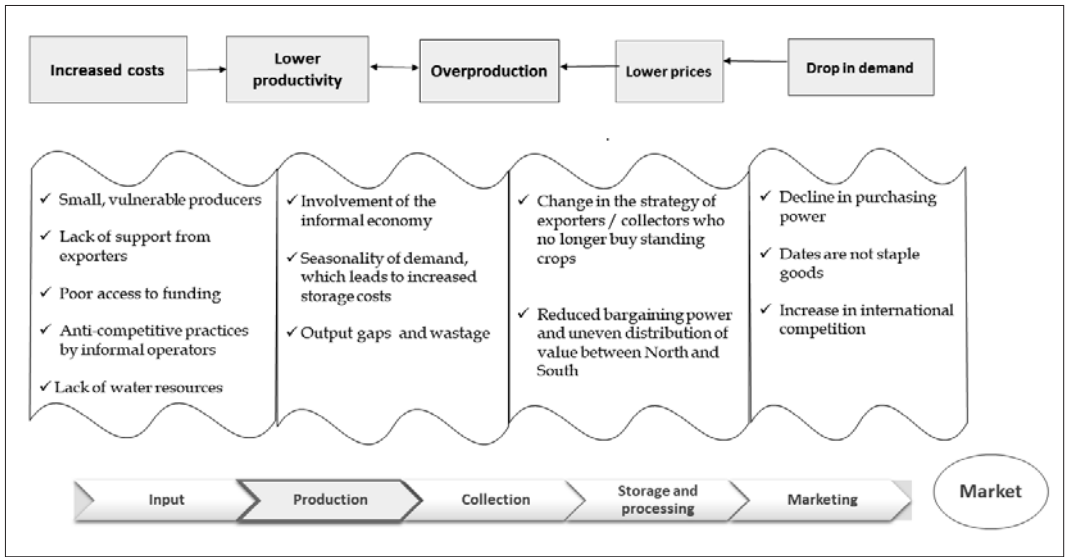 Increased costs
Lower
productivity
Overproduction
Lower prices
Drop in demand
✓ Small, vulnerable producers
✓ Lack of support from
exporters
✓ Poor access to funding
✓ Anti-competitive practices
by informal operators
✓ Lack of water resources
✓ Involvement of the
informal economy
✓ Seasonality of demand,
which leads to increased
storage costs
✓ Output gaps and wastage
✓ Change in the strategy of
exporters / collectors who
no longer buy standing
crops
✓ Reduced bargaining power
and uneven distribution of
value between North and
South
✓ Decline in purchasing
power
✓ Dates are not staple
goods
✓ Increase in international
competition
Input
Production
Collection
Storage and
processing
Marketing
Market